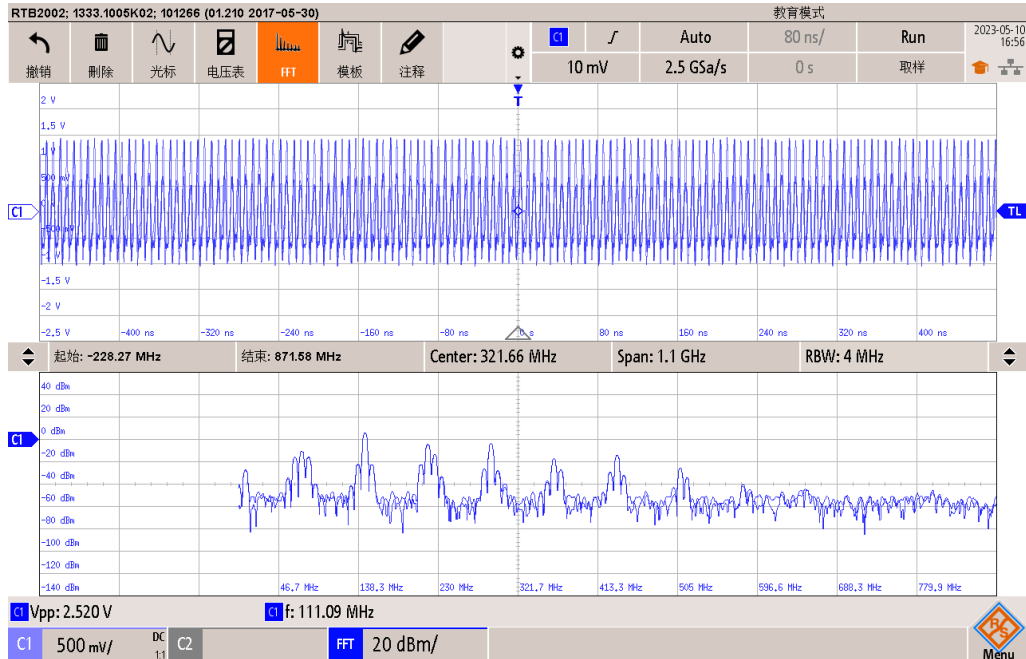 RTB2002; 1333.1005K02; 101266 (01.210 2017-05-30)
教育模式
撤销 删除 光标 电压表 FFT 模板 注释
C1 Auto 80 ns/ Run
2023-05-10
16:56
10 mV 2.5 GSa/s 0 s 取样
T
2 V
1.5 V
1 V
500 mV
C1
TL
-500 mV
-1 V
-1.5 V
-2 V
-2.5 V -400 ns -320 ns -240 ns -160 ns -80 ns 0 s 80 ns 160 ns 240 ns 320 ns 400 ns
起始: -228.27 MHz 结束: 871.58 MHz Center: 321.66 MHz Span: 1.1 GHz RBW: 4 MHz
40 dBm
20 dBm
C1 0 dBm
-20 dBm
-40 dBm
-60 dBm
-80 dBm
-100 dBm
-120 dBm
-140 dBm 46.7 MHz 138.3 MHz 230 MHz 321.7 MHz 413.3 MHz 505 MHz 596.6 MHz 688.3 MHz 779.9 MHz
C1 Vpp: 2.520 V C1 f: 111.09 MHz
C1 500 mV/ DC 1:1 C2 FFT 20 dBm/
R&S
Menu